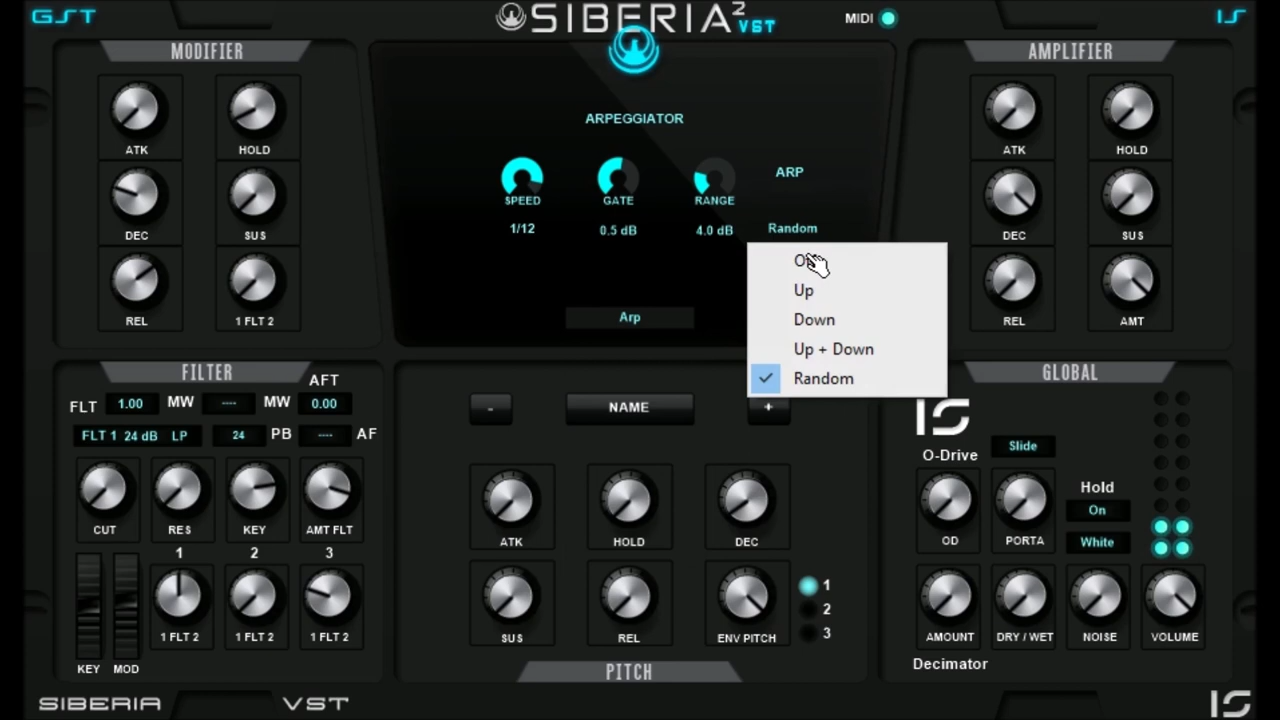 GST
SIBERIA2 VST
MIDI
IS
MODIFIER
ATK
HOLD
DEC
SUS
REL
1 FLT 2
ARPEGGIATOR
SPEED
GATE
RANGE
ARP
1/12
0.5 dB
4.0 dB
Random
Arp
Up
Down
Up + Down
Random
AMPLIFIER
ATK
HOLD
DEC
SUS
REL
AMT
FILTER
AFT
FLT
1.00
MW
----
MW
0.00
FLT 1 24 dB LP
24
PB
----
AF
CUT
RES
KEY
AMT FLT
1
2
3
1 FLT 2
1 FLT 2
1 FLT 2
KEY
MOD
-
NAME
+
ATK
HOLD
DEC
SUS
REL
ENV PITCH
1
2
3
PITCH
GLOBAL
IS
O-Drive
Slide
Hold
On
White
OD
PORTA
AMOUNT
DRY / WET
NOISE
VOLUME
Decimator
SIBERIA
VST
IS